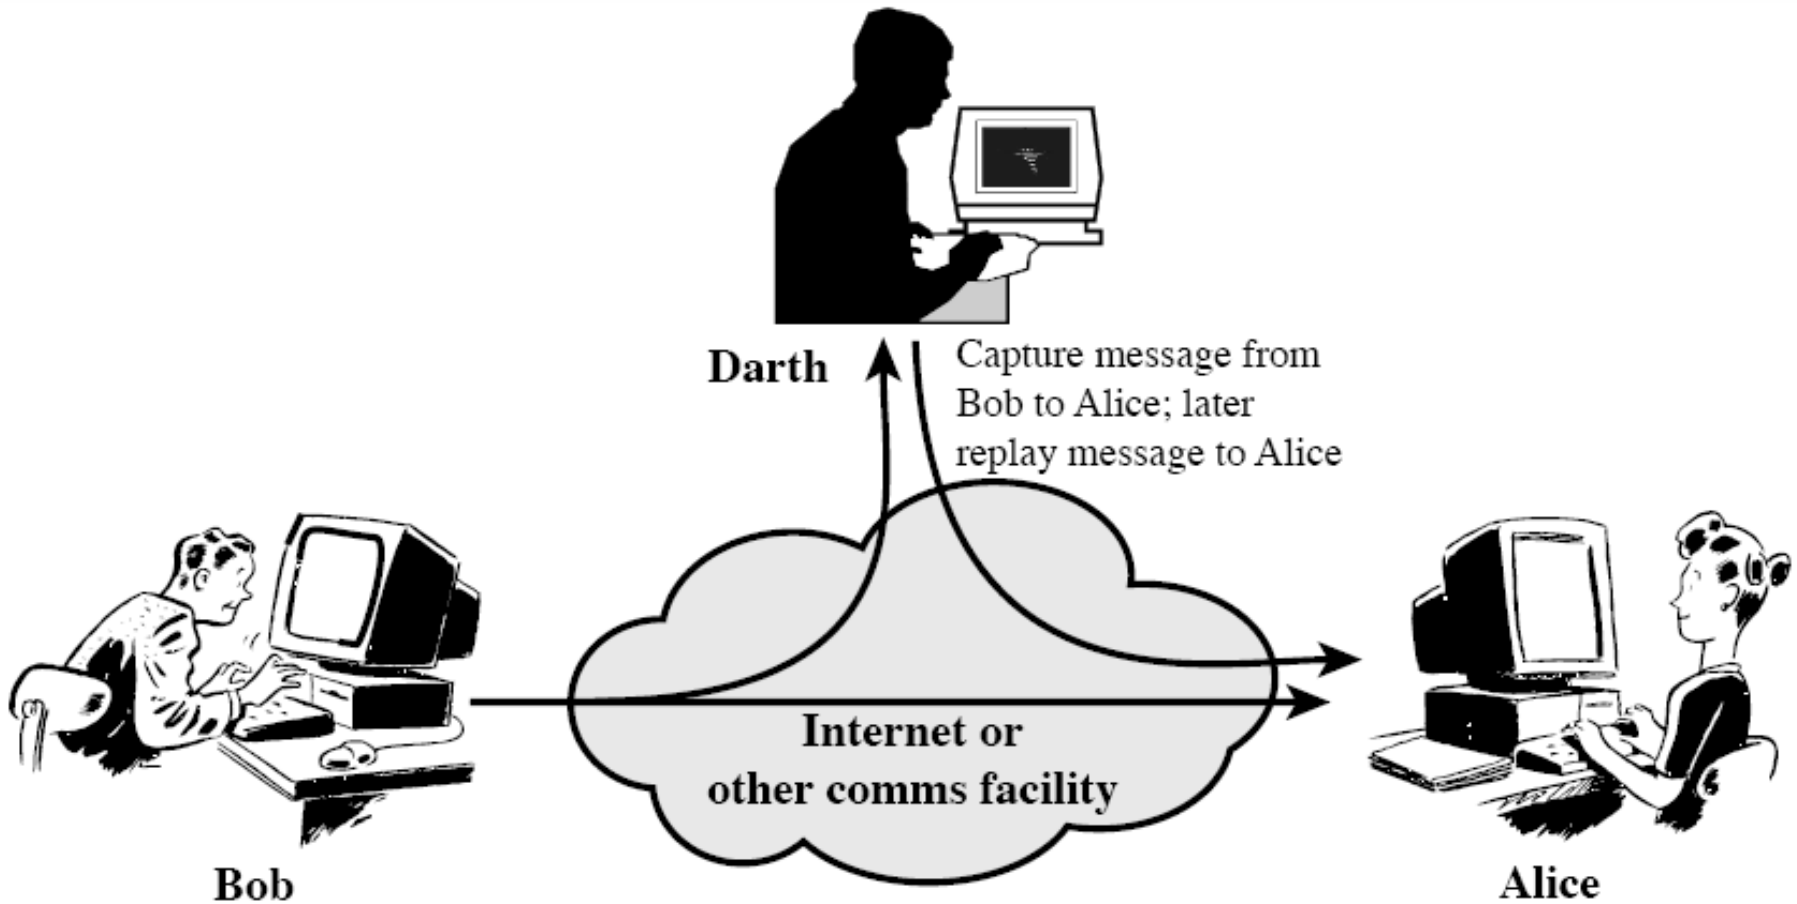 Darth
Capture message from
Bob to Alice; later
replay message to Alice
Internet or
other comms facility
Bob
Alice